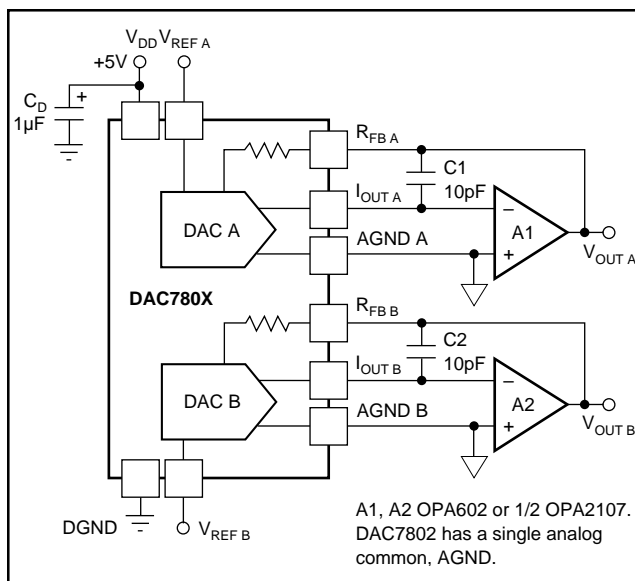 V_DD V_REF A
+5V
C_D
1µF
+
R_FB A
C1
10pF
I_OUT A
DAC A
AGND A
–
+
A1
V_OUT A
DAC780X
R_FB B
C2
10pF
I_OUT B
DAC B
AGND B
–
+
A2
V_OUT B
DGND
V_REF B
A1, A2 OPA602 or 1/2 OPA2107.
DAC7802 has a single analog
common, AGND.